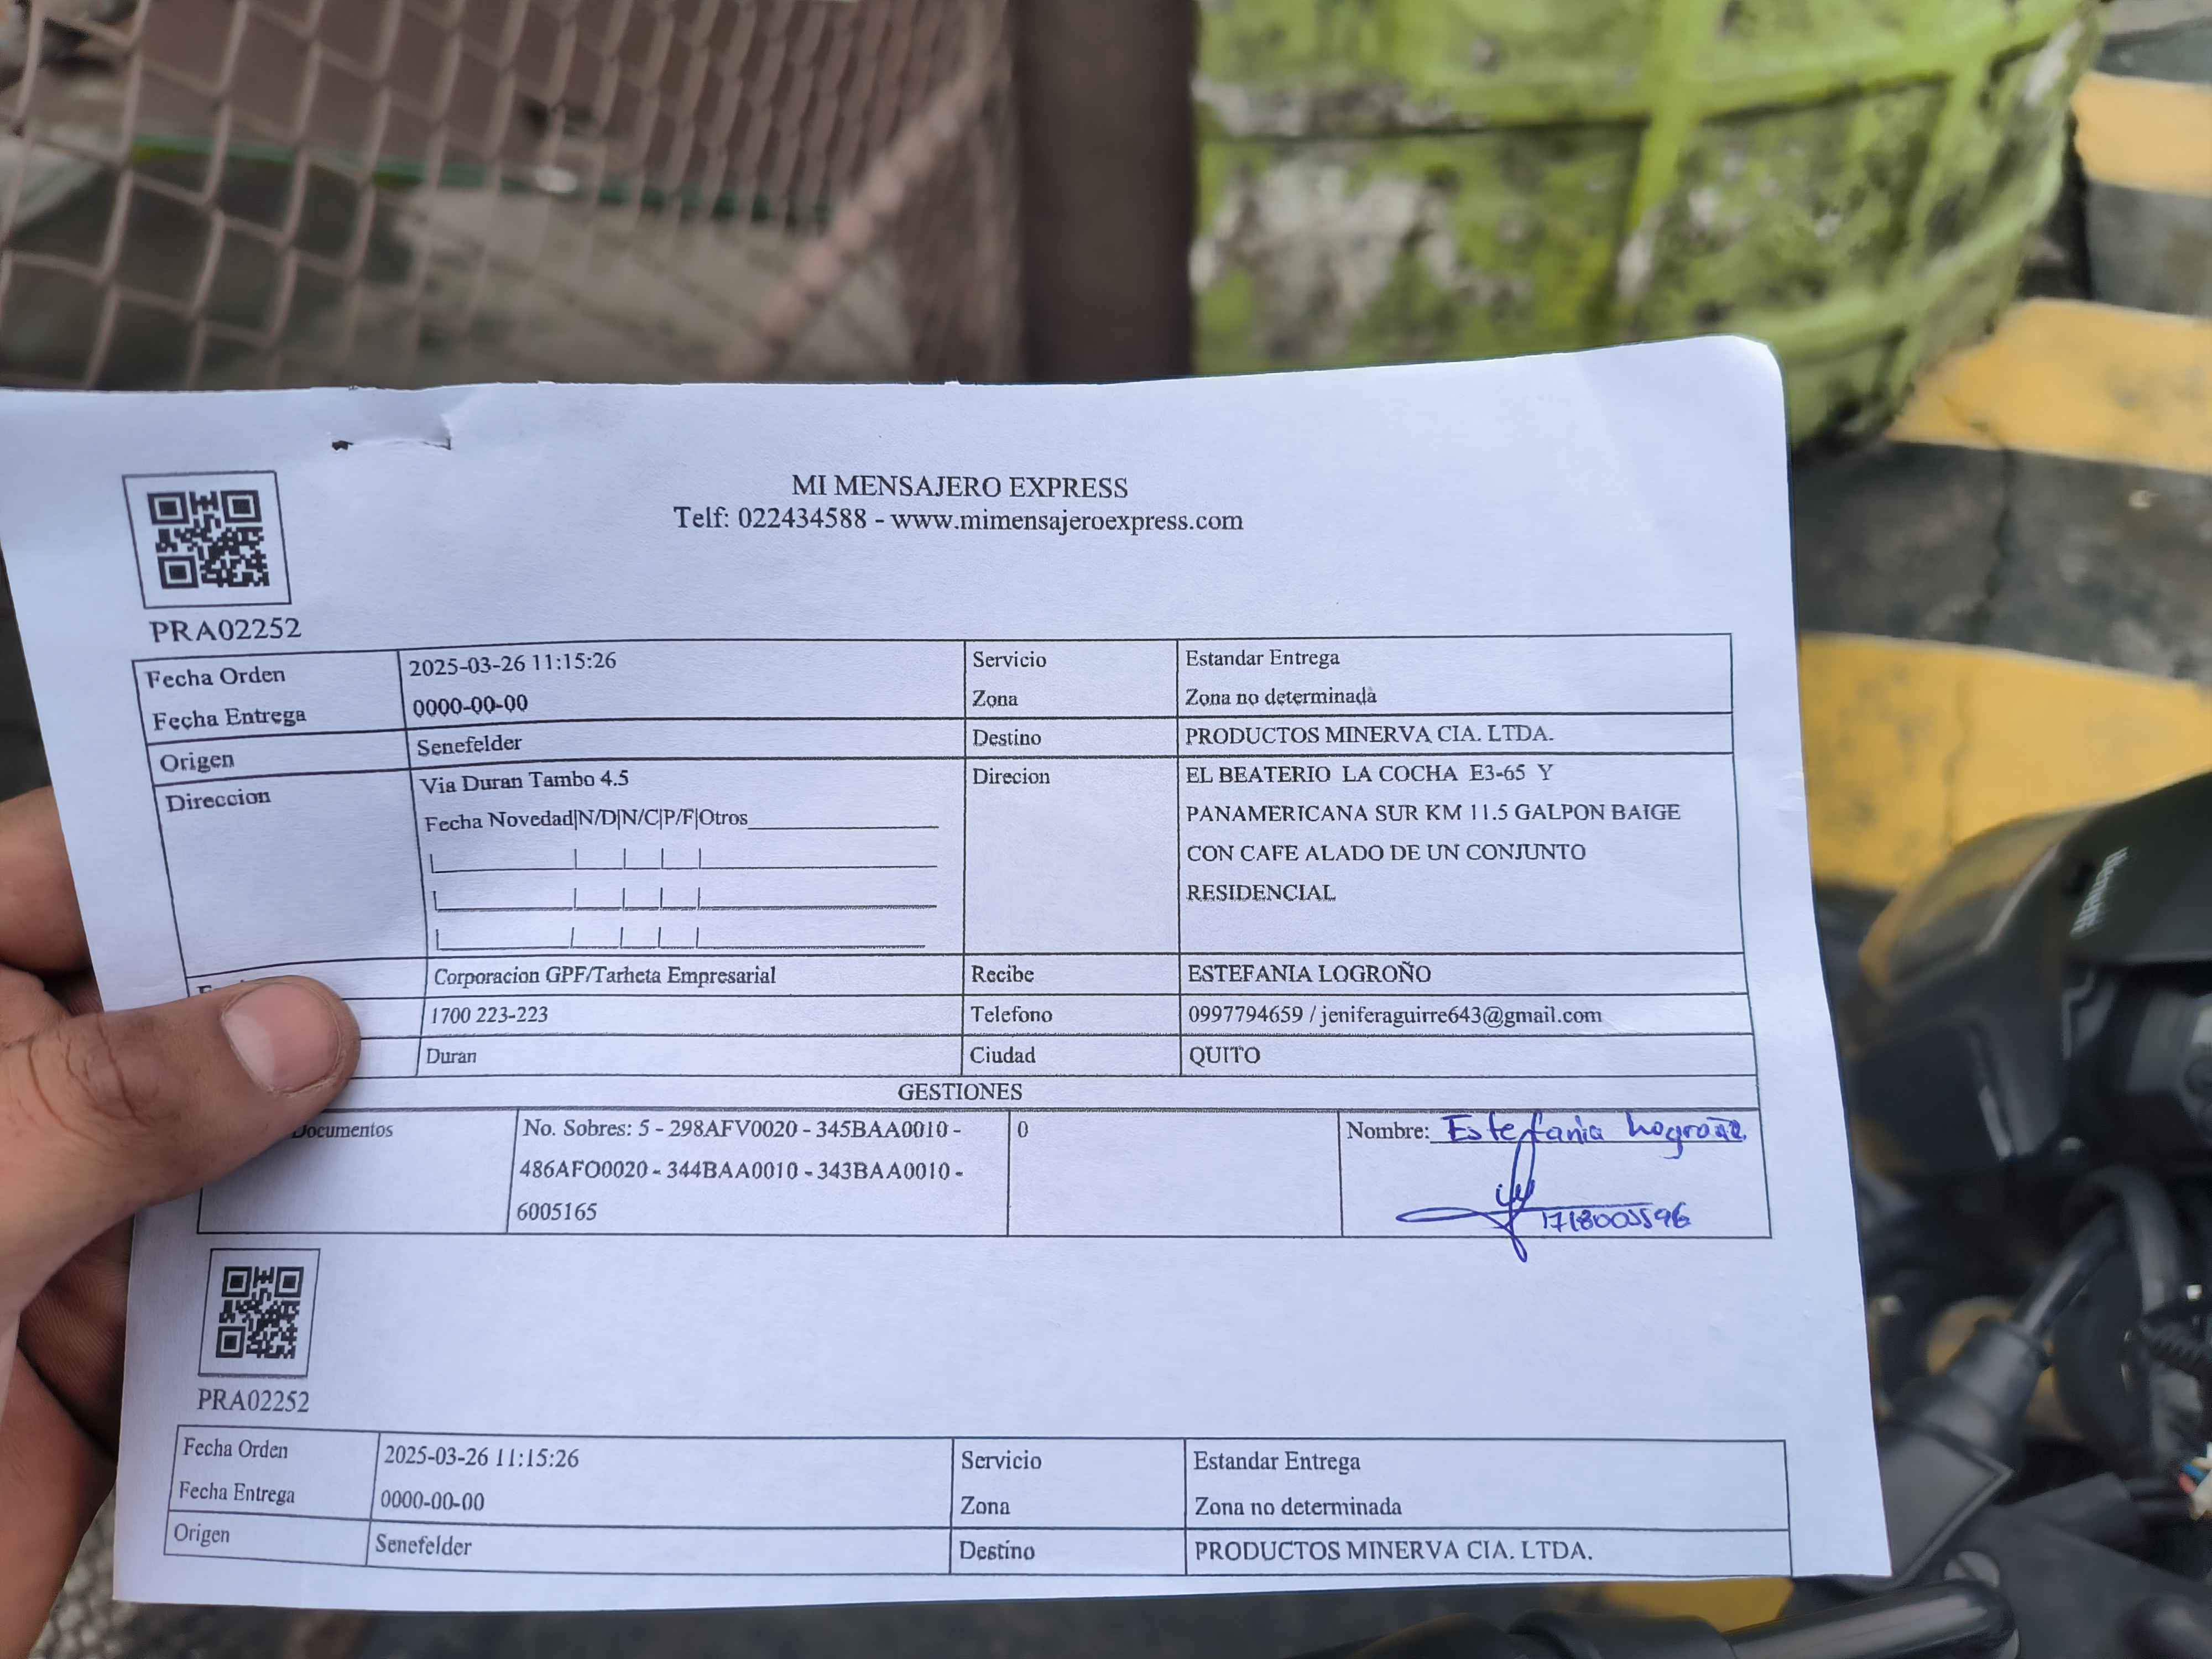 MI MENSAJERO EXPRESS
Telf: 022434588 - www.mimensajeroexpress.com
PRA02252
Fecha Orden 2025-03-26 11:15:26 Servicio Estandar Entrega
Fecha Entrega 0000-00-00 Zona Zona no determinada
Origen Senefelder Destino PRODUCTOS MINERVA CIA. LTDA.
Direccion Via Duran Tambo 4.5 Direcion EL BEATERIO LA COCHA E3-65 Y
Fecha Novedad|N/D|N/C|P/F|Otros PANAMERICANA SUR KM 11.5 GALPON BAIGE
CON CAFE ALADO DE UN CONJUNTO
RESIDENCIAL
Corporacion GPF/Tarheta Empresarial Recibe ESTEFANIA LOGROÑO
1700 223-223 Telefono 0997794659 / jeniferaguirre643@gmail.com
Duran Ciudad QUITO
GESTIONES
Documentos No. Sobres: 5 - 298AFV0020 - 345BAA0010 - 0 Nombre: Estefania Logroño
486AFO0020 - 344BAA0010 - 343BAA0010 -
6005165
PRA02252
Fecha Orden 2025-03-26 11:15:26 Servicio Estandar Entrega
Fecha Entrega 0000-00-00 Zona Zona no determinada
Origen Senefelder Destino PRODUCTOS MINERVA CIA. LTDA.